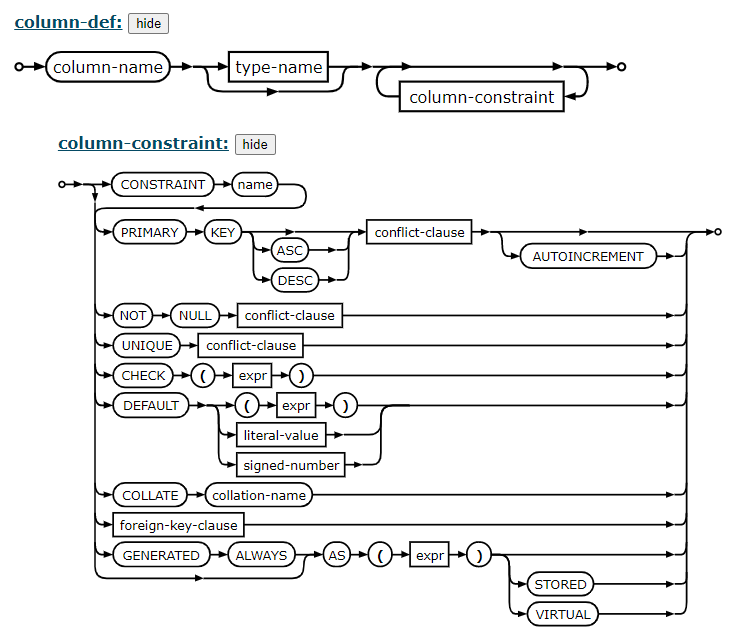 column-def: hide
column-name type-name
column-constraint
column-constraint: hide
CONSTRAINT name
PRIMARY KEY conflict-clause
ASC AUTOINCREMENT
DESC
NOT NULL conflict-clause
UNIQUE conflict-clause
CHECK ( expr )
DEFAULT ( expr )
literal-value
signed-number
COLLATE collation-name
foreign-key-clause
GENERATED ALWAYS AS ( expr )
STORED
VIRTUAL